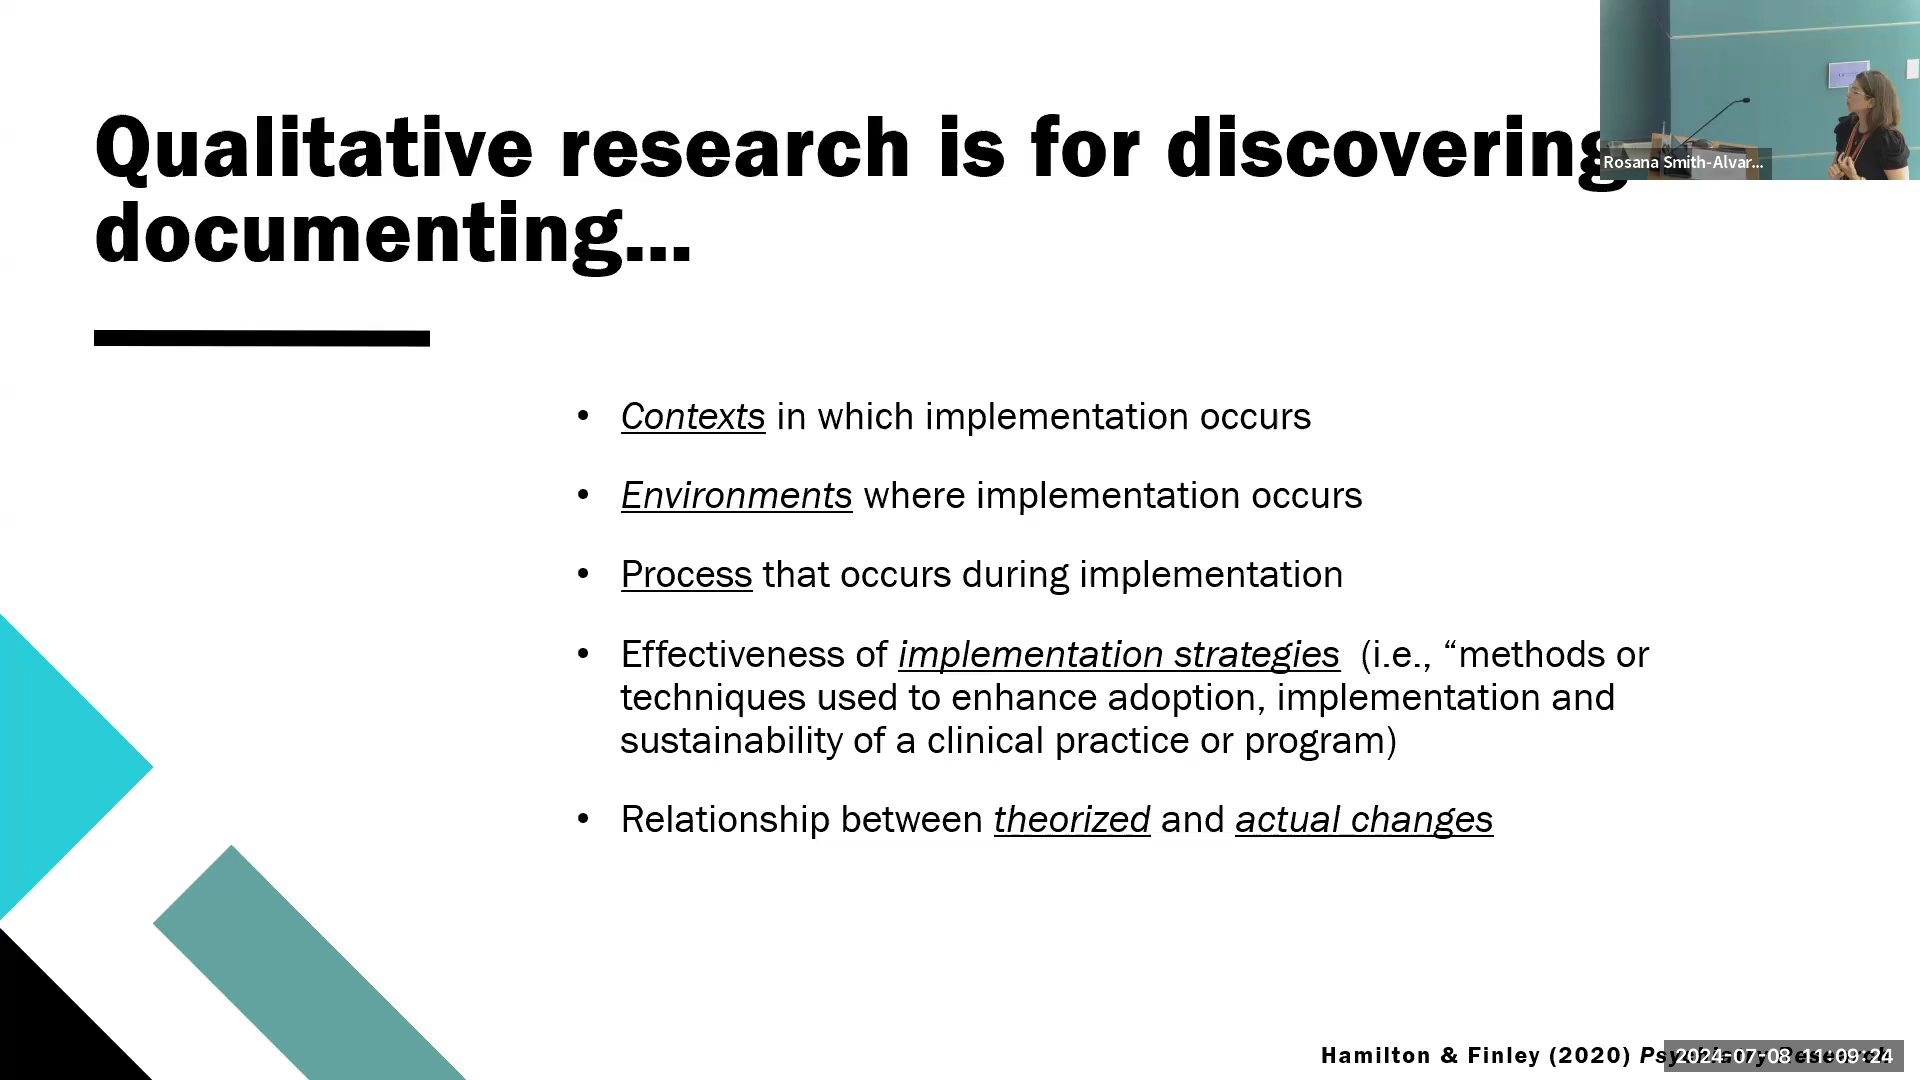 Qualitative research is for discovering
documenting...
Rosana Smith-Alvar...
• Contexts in which implementation occurs
• Environments where implementation occurs
• Process that occurs during implementation
• Effectiveness of implementation strategies (i.e., “methods or
techniques used to enhance adoption, implementation and
sustainability of a clinical practice or program)
• Relationship between theorized and actual changes
Hamilton & Finley (2020) Psychiatry Research
2024-07-08 11:09:24